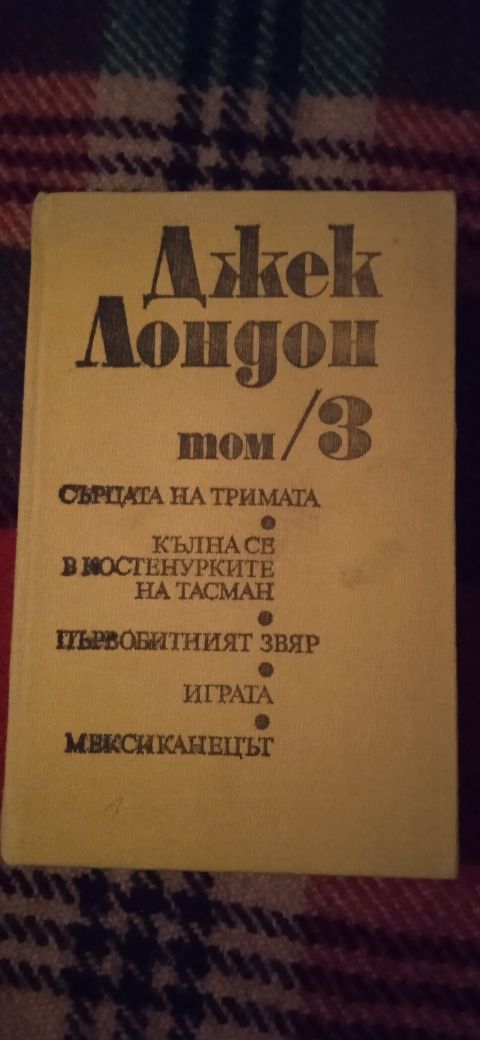 Джек
Лондон
том/3
СЪРЦАТА НА ТРИМАТА
КЪЛНА СЕ
В КОСТЕНУРКИТЕ
НА ТАСМАН
ПЪРВОБИТНИЯТ ЗВЯР
ИГРАТА
МЕКСИКАНЕЦЪТ